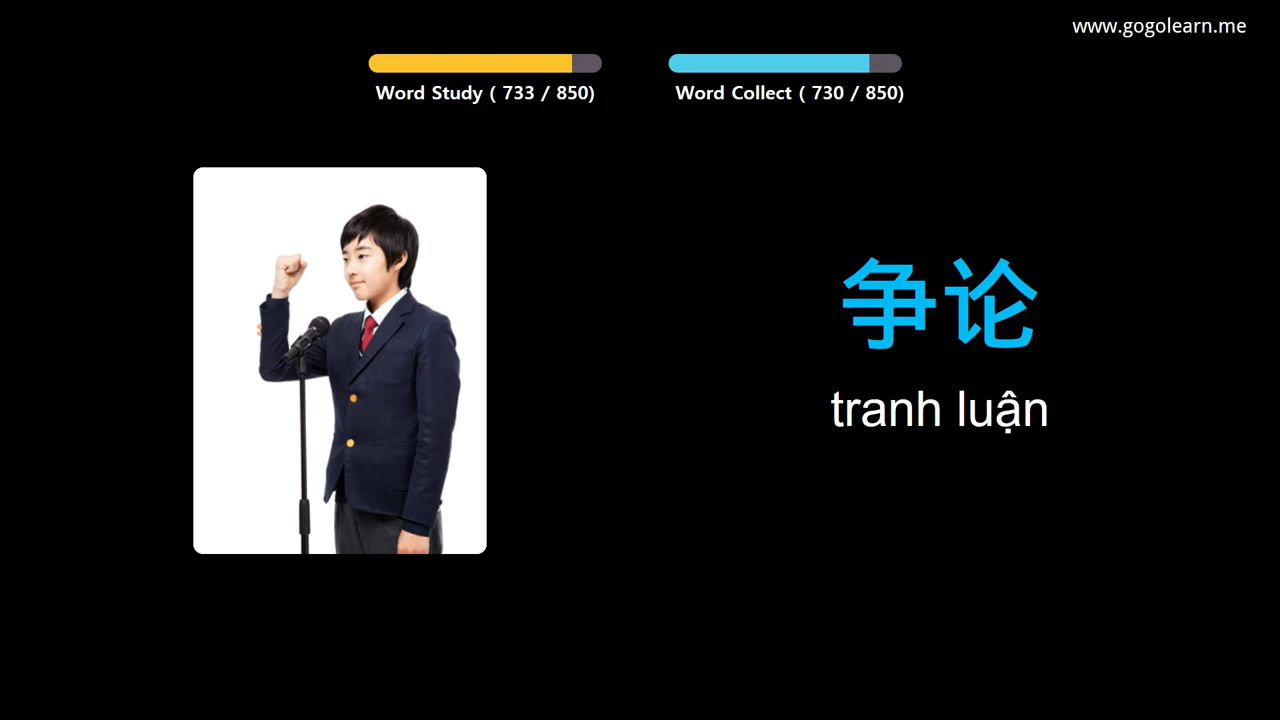 www.gogolearn.me
Word Study ( 733 / 850)
Word Collect ( 730 / 850)
争论
tranh luận